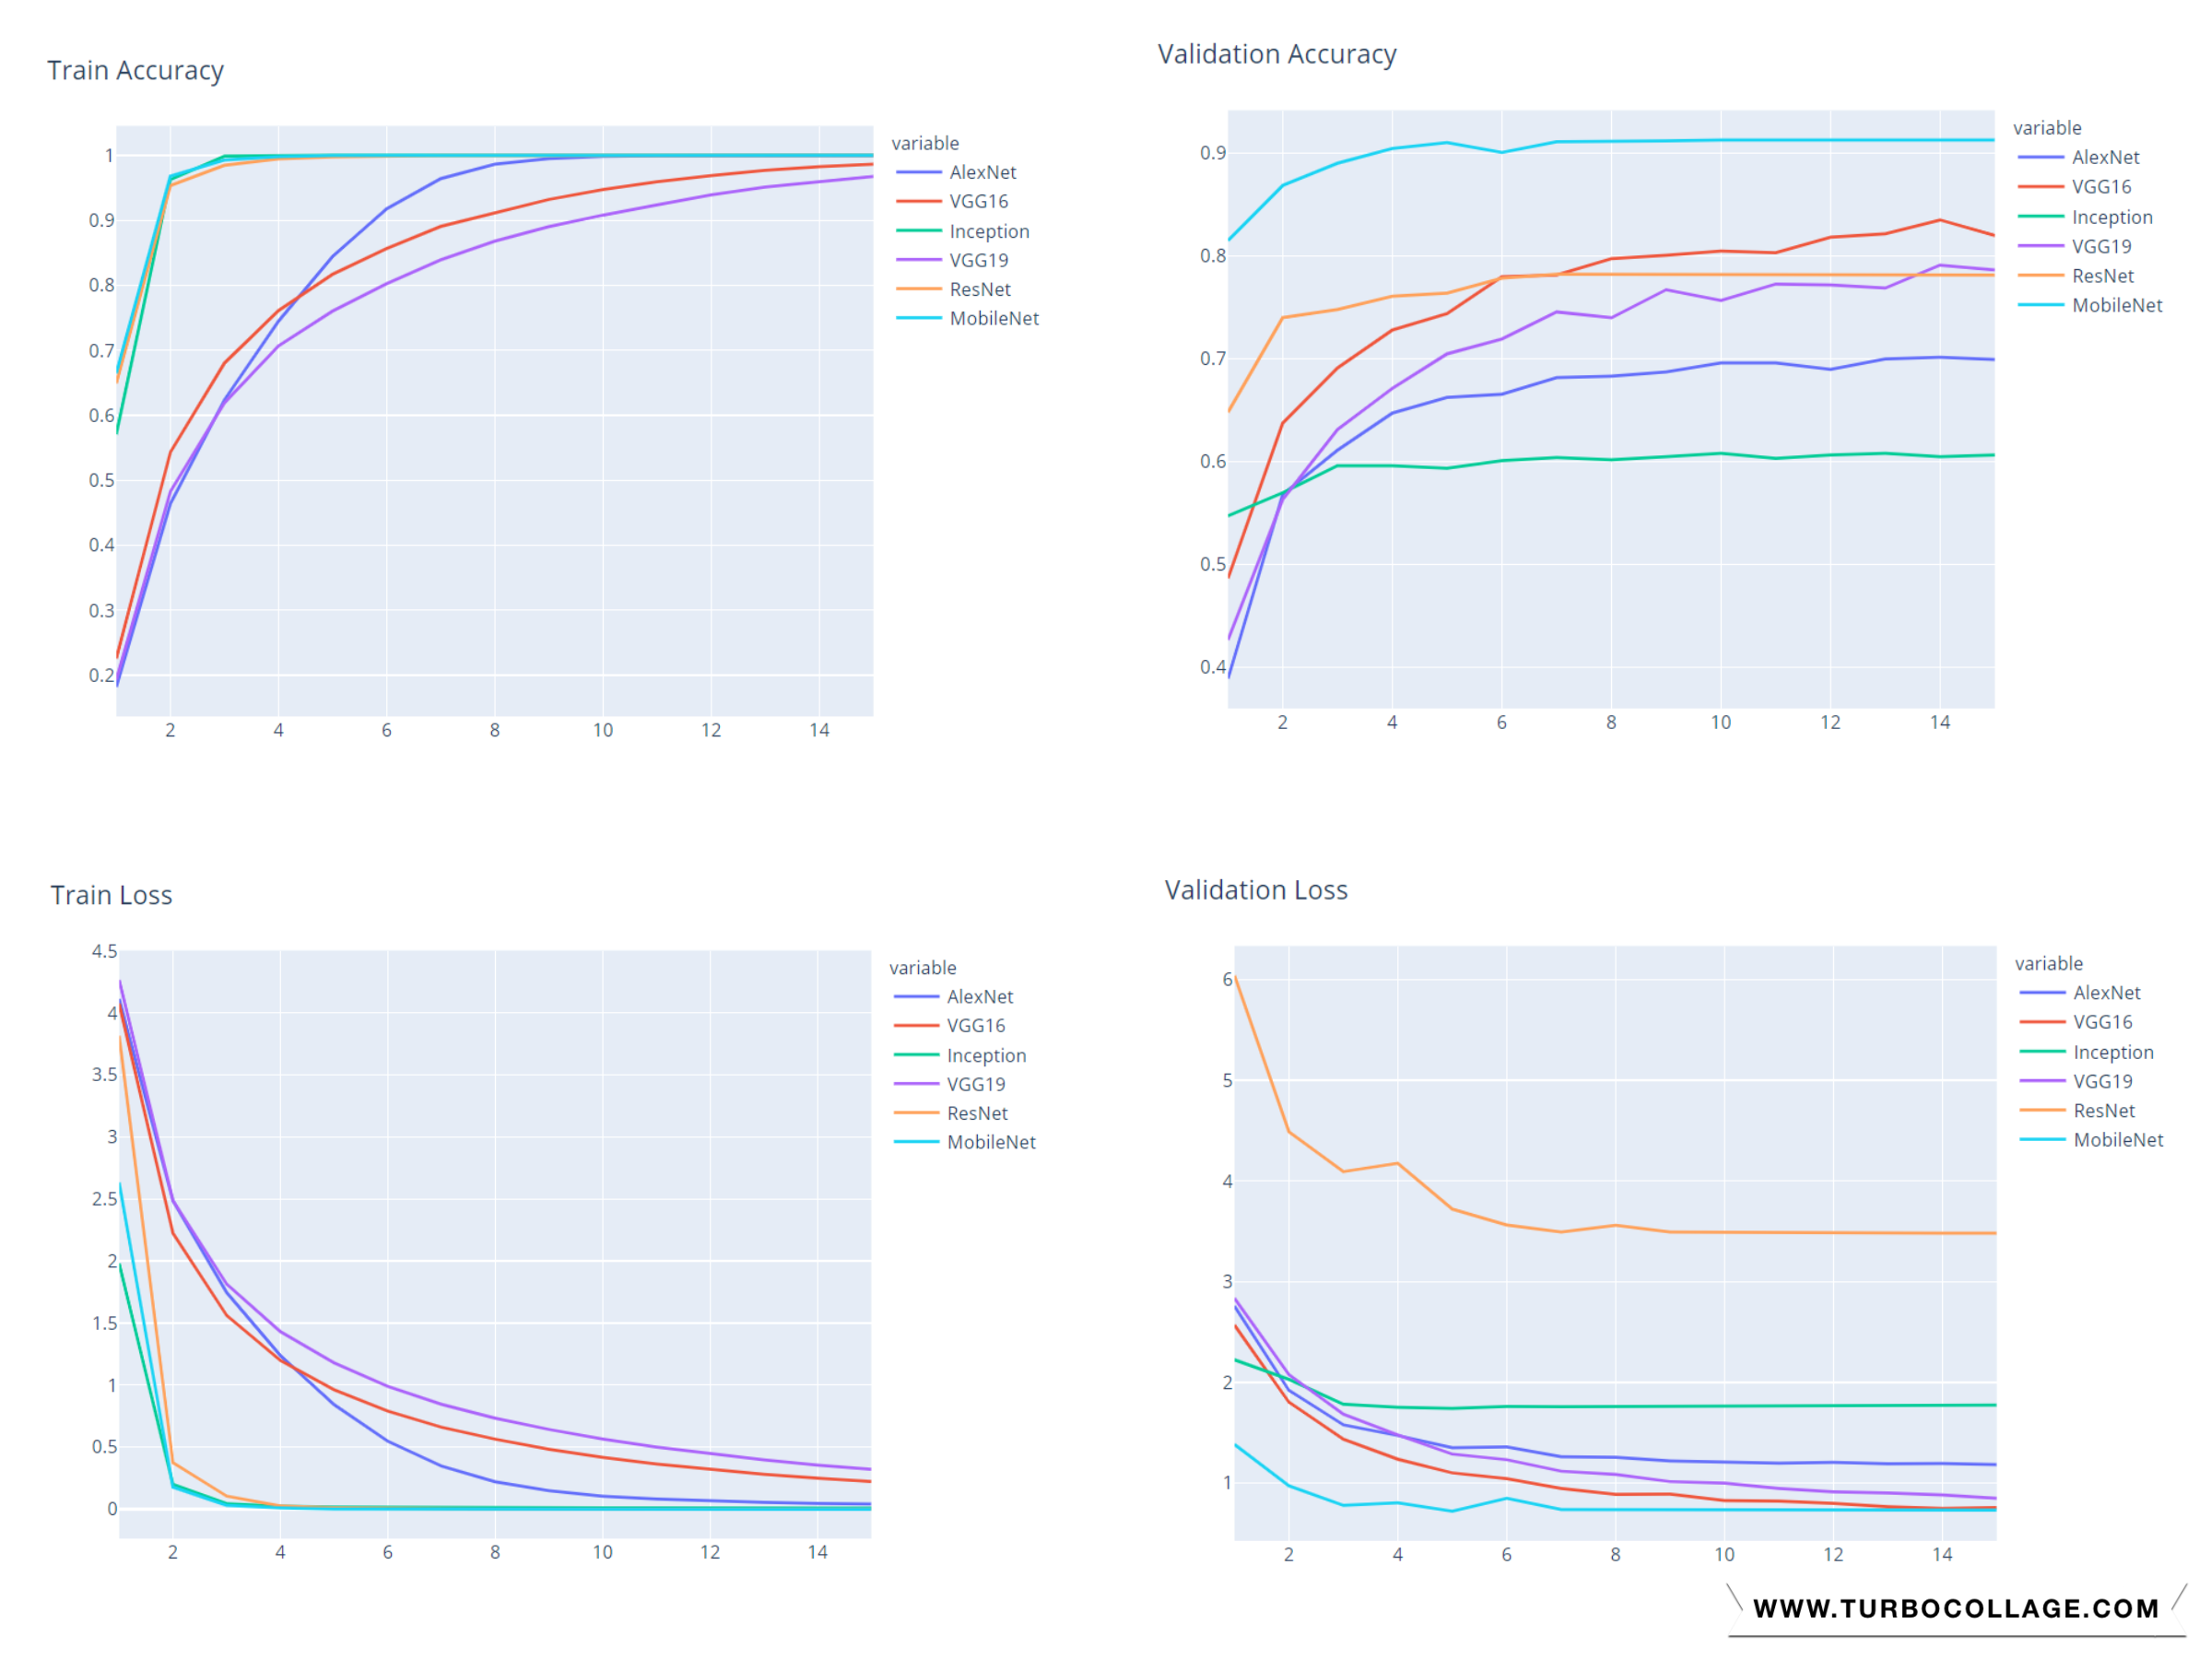 Train Accuracy
variable
AlexNet
VGG16
Inception
VGG19
ResNet
MobileNet
1
0.9
0.8
0.7
0.6
0.5
0.4
0.3
0.2
2 4 6 8 10 12 14
Validation Accuracy
variable
AlexNet
VGG16
Inception
VGG19
ResNet
MobileNet
0.9
0.8
0.7
0.6
0.5
0.4
2 4 6 8 10 12 14
Train Loss
variable
AlexNet
VGG16
Inception
VGG19
ResNet
MobileNet
4.5
4
3.5
3
2.5
2
1.5
1
0.5
0
2 4 6 8 10 12 14
Validation Loss
variable
AlexNet
VGG16
Inception
VGG19
ResNet
MobileNet
6
5
4
3
2
1
2 4 6 8 10 12 14
WWW.TURBOCOLLAGE.COM